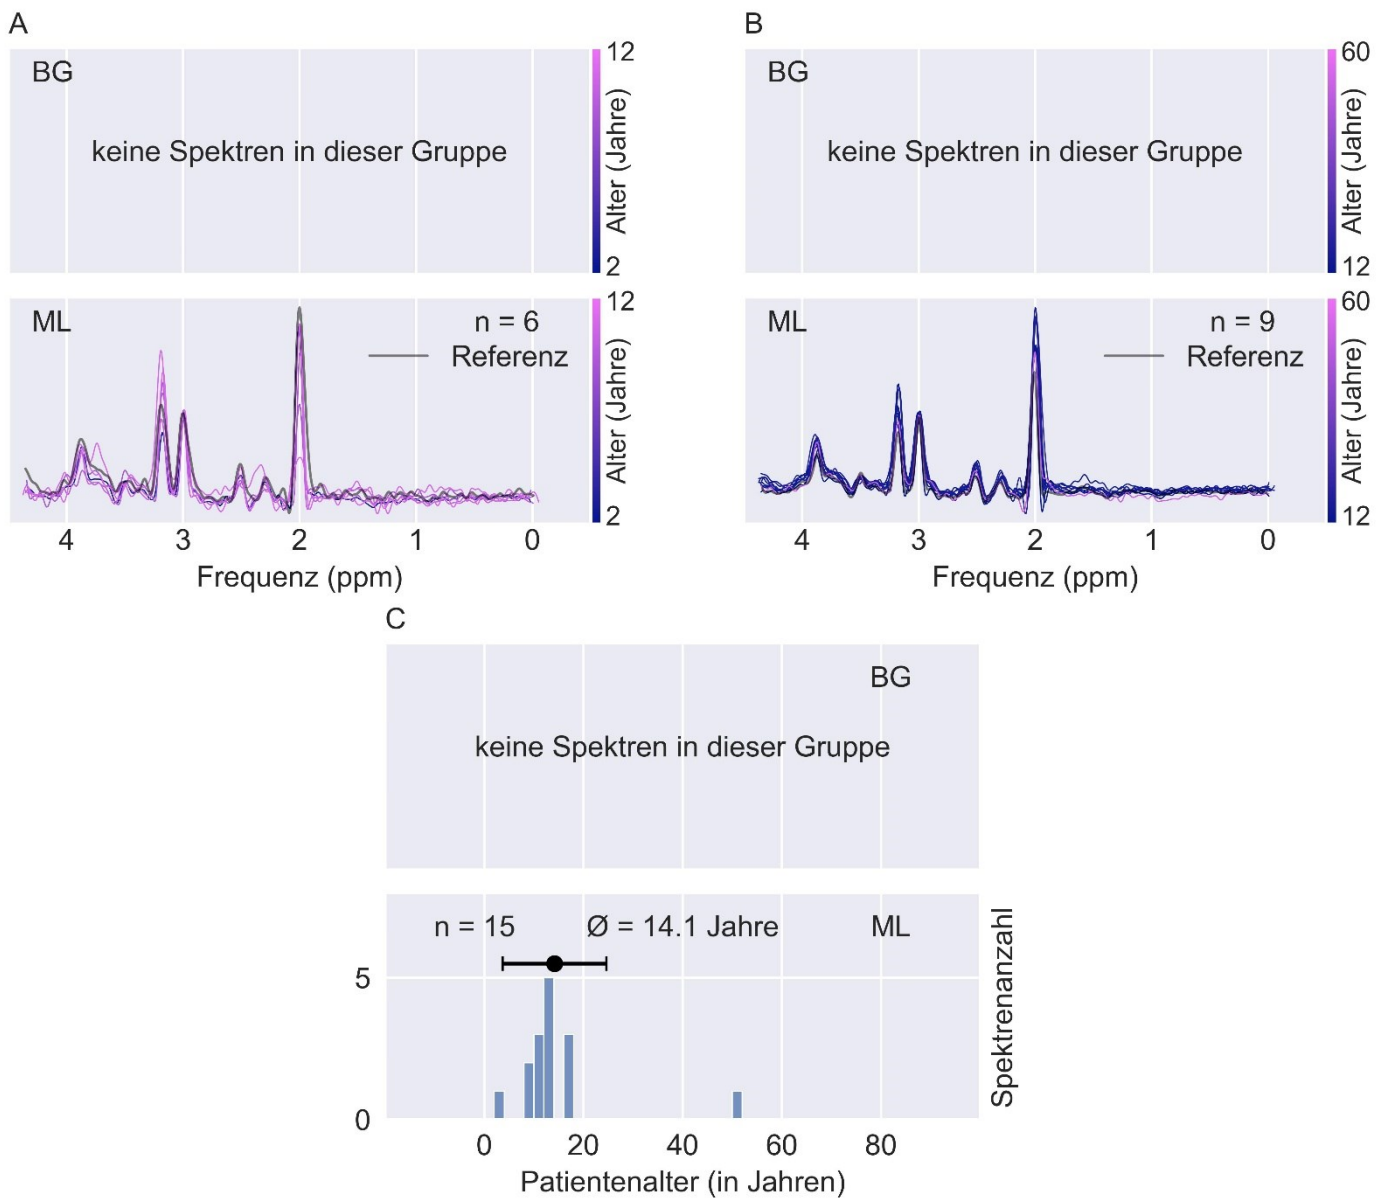 A
BG
keine Spektren in dieser Gruppe
12
Alter (Jahre)
2
ML
n = 6
Referenz
12
Alter (Jahre)
2
4 3 2 1 0
Frequenz (ppm)
B
BG
keine Spektren in dieser Gruppe
60
Alter (Jahre)
12
ML
n = 9
Referenz
60
Alter (Jahre)
12
4 3 2 1 0
Frequenz (ppm)
C
BG
keine Spektren in dieser Gruppe
n = 15 Ø = 14.1 Jahre ML
5
0
Spektrenanzahl
0 20 40 60 80
Patientenalter (in Jahren)